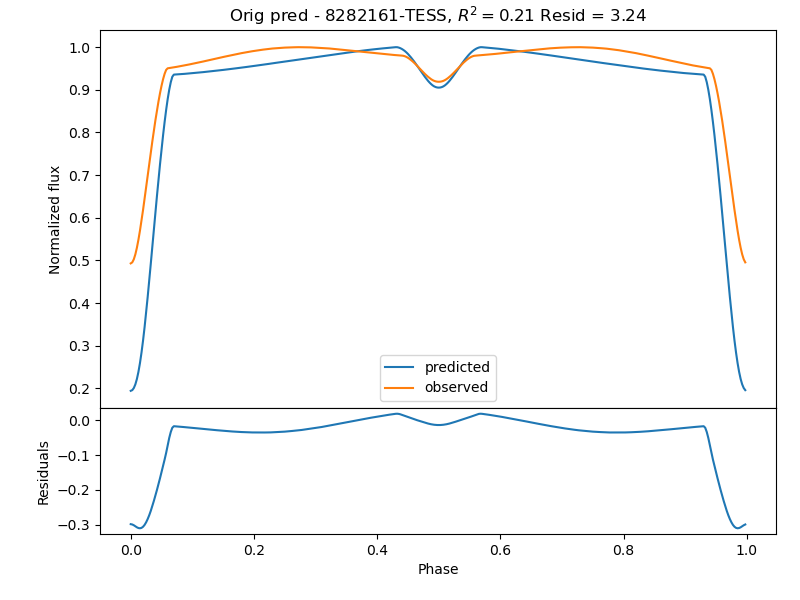 Orig pred - 8282161-TESS, R² = 0.21 Resid = 3.24
Normalized flux
1.0
0.9
0.8
0.7
0.6
0.5
0.4
0.3
0.2
predicted
observed
Residuals
0.0
−0.1
−0.2
−0.3
0.0 0.2 0.4 0.6 0.8 1.0
Phase